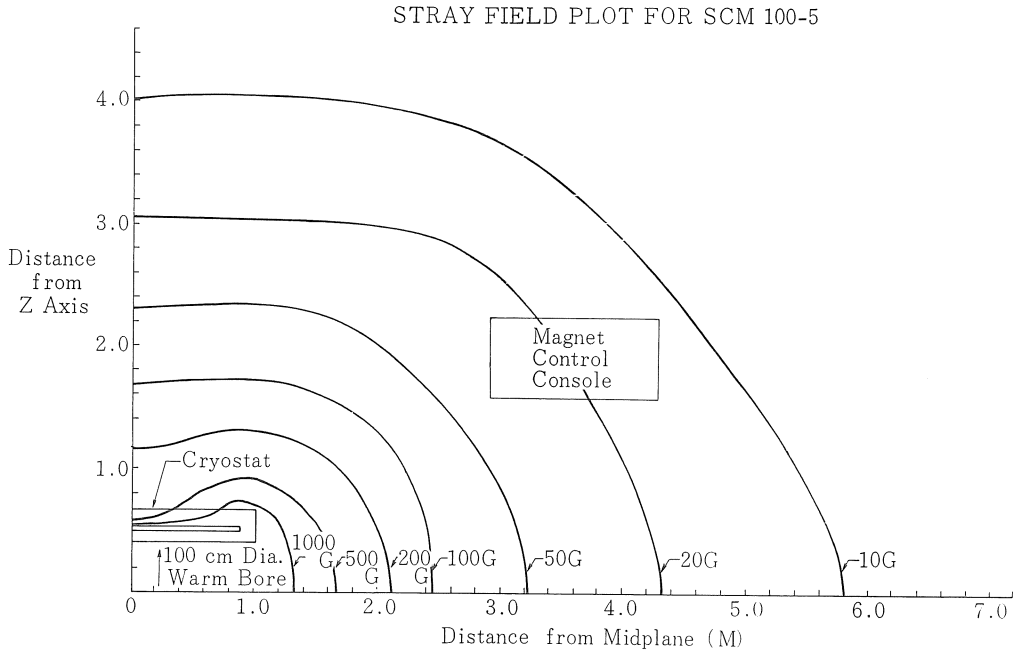 STRAY FIELD PLOT FOR SCM 100-5
4.0
3.0
Distance
from
Z Axis
2.0
Magnet
Control
Console
1.0
Cryostat
100 cm Dia.
Warm Bore
1000
G
500
G
200
G
100G
50G
20G
10G
0
1.0
2.0
3.0
4.0
5.0
6.0
7.0
Distance from Midplane (M)